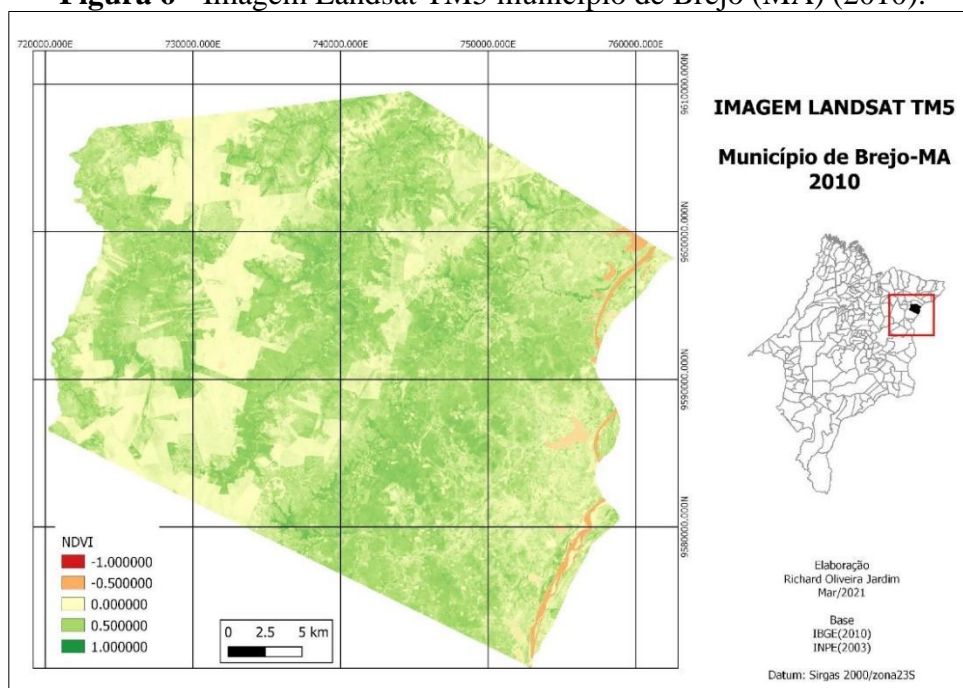 Figura 6 - Imagem Landsat TM5 município de Brejo (MA) (2010).
720000.000E 730000.000E 740000.000E 750000.000E 760000.000E
9610000.000N
9600000.000N
9590000.000N
9580000.000N
NDVI
-1.000000
-0.500000
0.000000
0.500000
1.000000
0 2.5 5 km
IMAGEM LANDSAT TM5
Município de Brejo-MA
2010
Elaboração
Richard Oliveira Jardim
Mar/2021
Base
IBGE(2010)
INPE(2003)
Datum: Sirgas 2000/zona23S